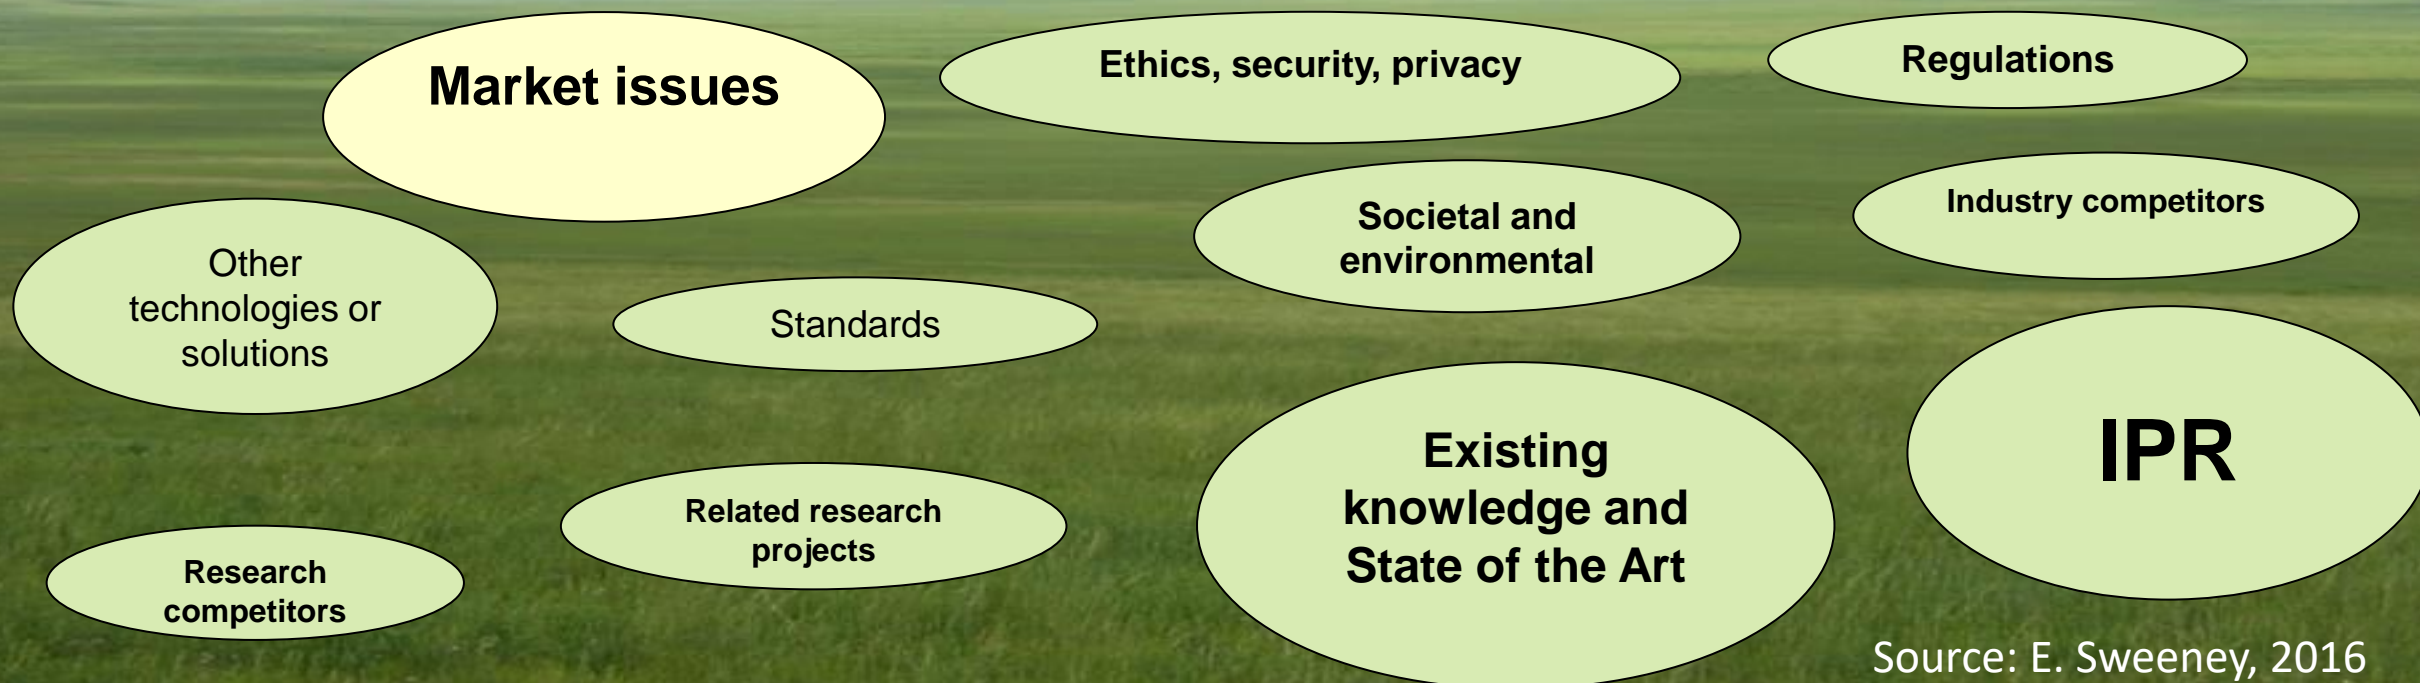 Market issues
Ethics, security, privacy
Regulations
Other
technologies or
solutions
Standards
Societal and
environmental
Industry competitors
Research
competitors
Related research
projects
Existing
knowledge and
State of the Art
IPR
Source: E. Sweeney, 2016